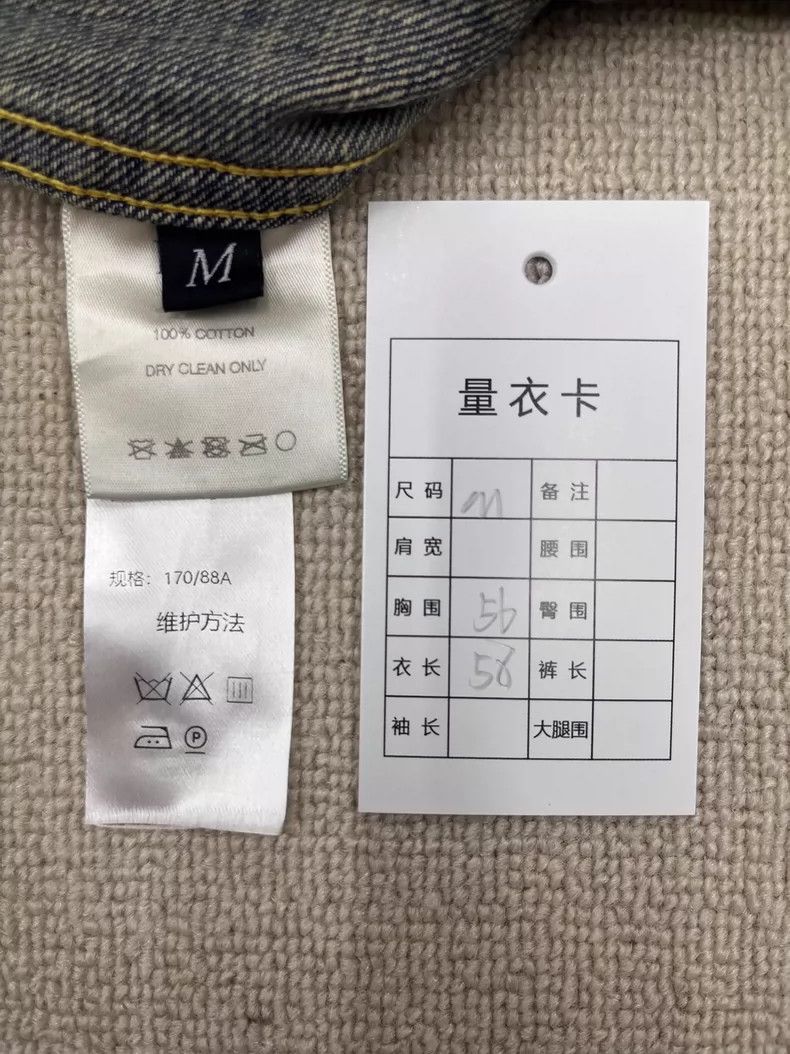 M
100% COTTON
DRY CLEAN ONLY
规格：170/88A
维护方法
P
量衣卡
尺码 M 备注
肩宽 腰围
胸围 56 臀围
衣长 58 裤长
袖长 大腿围